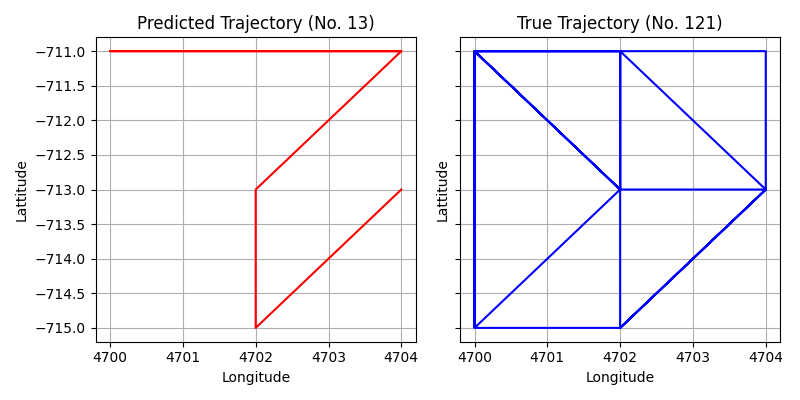 Predicted Trajectory (No. 13)
True Trajectory (No. 121)
Lattitude
−711.0
−711.5
−712.0
−712.5
−713.0
−713.5
−714.0
−714.5
−715.0
4700 4701 4702 4703 4704
Longitude
Lattitude
4700 4701 4702 4703 4704
Longitude